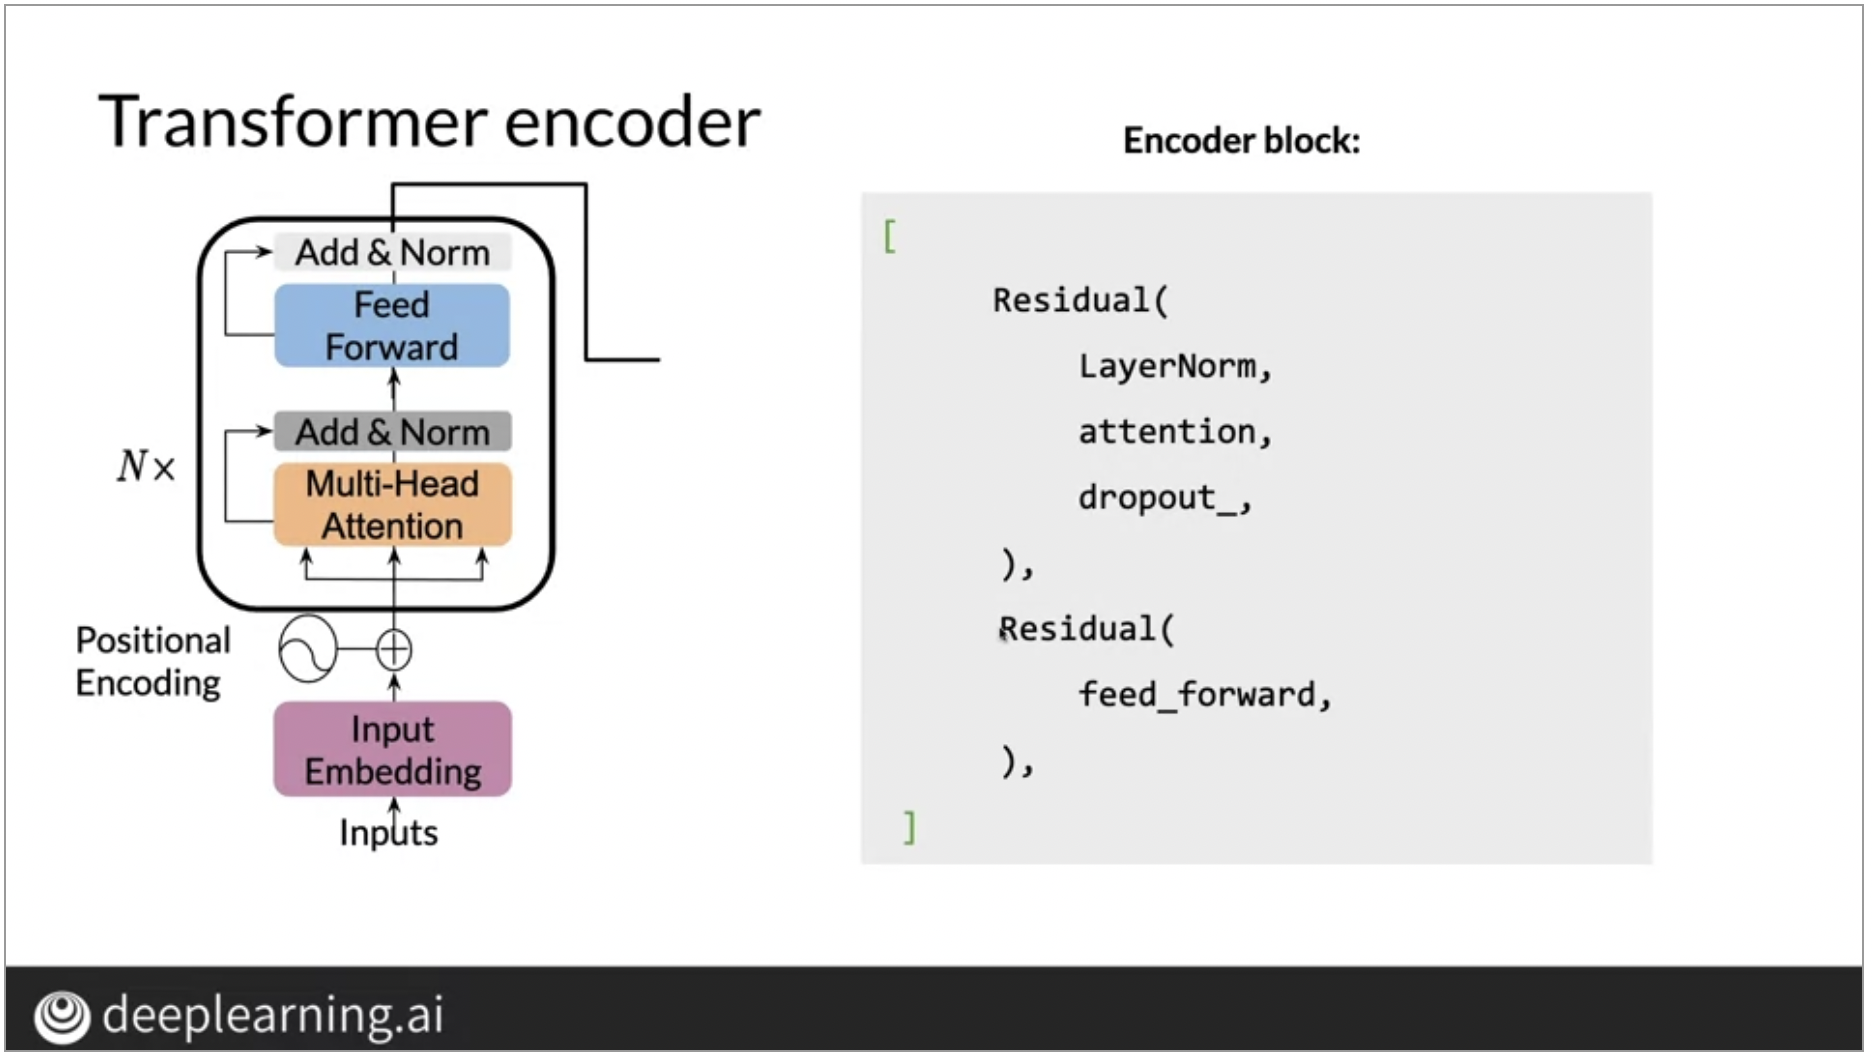 Transformer encoder
Add & Norm
Feed
Forward
Add & Norm
N×
Multi-Head
Attention
Positional
Encoding
Input
Embedding
Inputs
Encoder block:
[
Residual(
LayerNorm,
attention,
dropout_,
),
Residual(
feed_forward,
),
]
deeplearning.ai